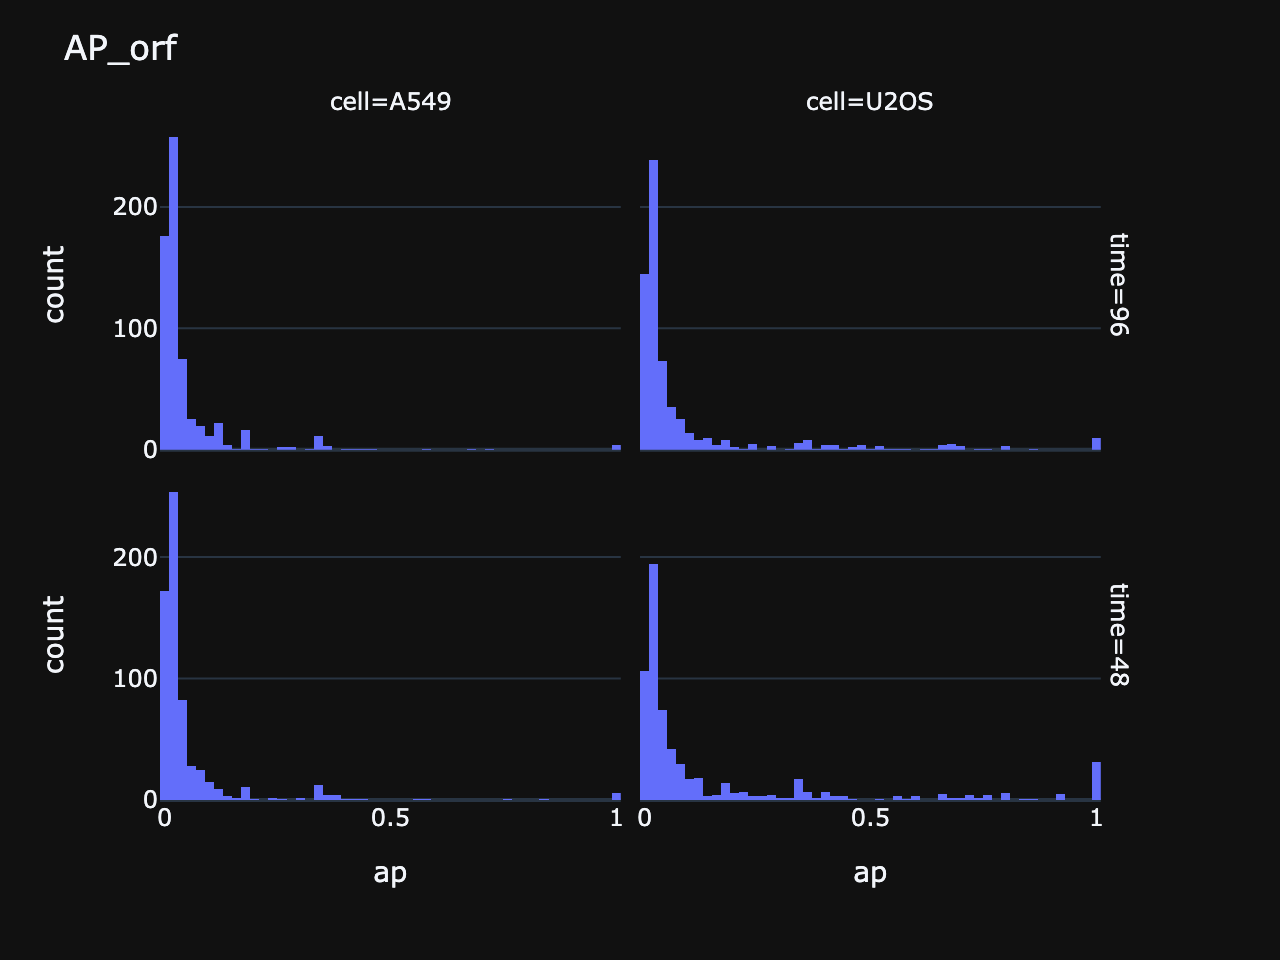 AP_orf
cell=A549
cell=U2OS
200
100
0
count
time=96
200
100
0
count
time=48
0
0.5
1
0
0.5
1
ap
ap